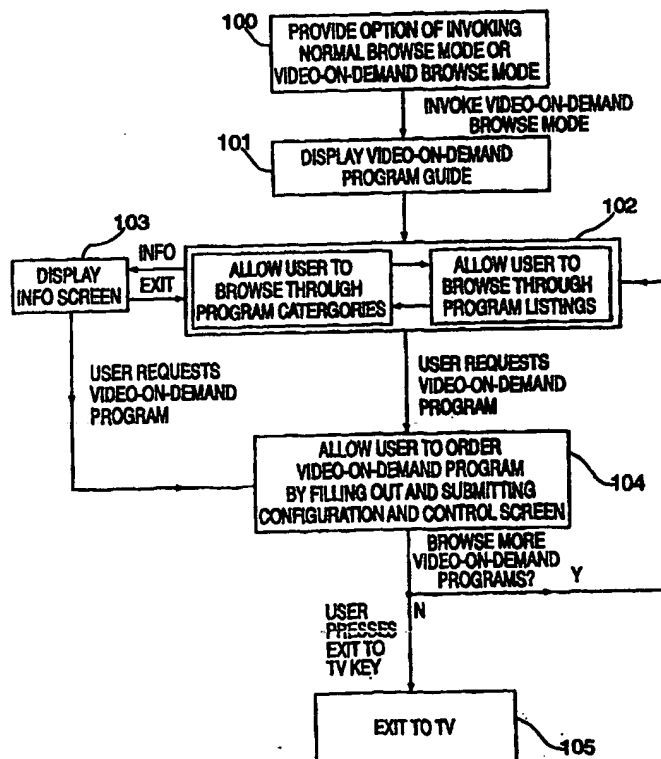 100
PROVIDE OPTION OF INVOKING
NORMAL BROWSE MODE OR
VIDEO-ON-DEMAND BROWSE MODE
INVOKE VIDEO-ON-DEMAND
BROWSE MODE
101
DISPLAY VIDEO-ON-DEMAND
PROGRAM GUIDE
102
103
DISPLAY
INFO SCREEN
INFO
EXIT
ALLOW USER TO
BROWSE THROUGH
PROGRAM CATERGORIES
ALLOW USER TO
BROWSE THROUGH
PROGRAM LISTINGS
USER REQUESTS
VIDEO-ON-DEMAND
PROGRAM
USER REQUESTS
VIDEO-ON-DEMAND
PROGRAM
ALLOW USER TO ORDER
VIDEO-ON-DEMAND PROGRAM
BY FILLING OUT AND SUBMITTING
CONFIGURATION AND CONTROL SCREEN
104
BROWSE MORE
VIDEO-ON-DEMAND
PROGRAMS?
Y
N
USER
PRESSES
EXIT TO
TV KEY
EXIT TO TV
105